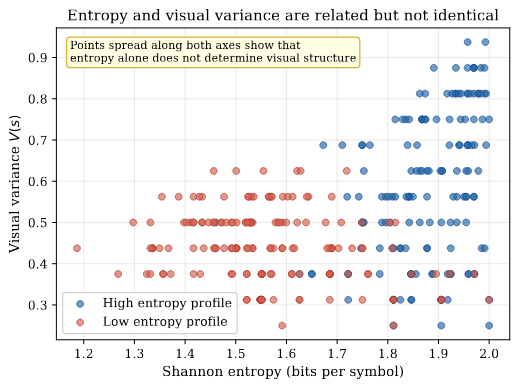 Entropy and visual variance are related but not identical
Points spread along both axes show that
entropy alone does not determine visual structure
Visual variance V(s)
0.9
0.8
0.7
0.6
0.5
0.4
0.3
High entropy profile
Low entropy profile
1.2 1.3 1.4 1.5 1.6 1.7 1.8 1.9 2.0
Shannon entropy (bits per symbol)